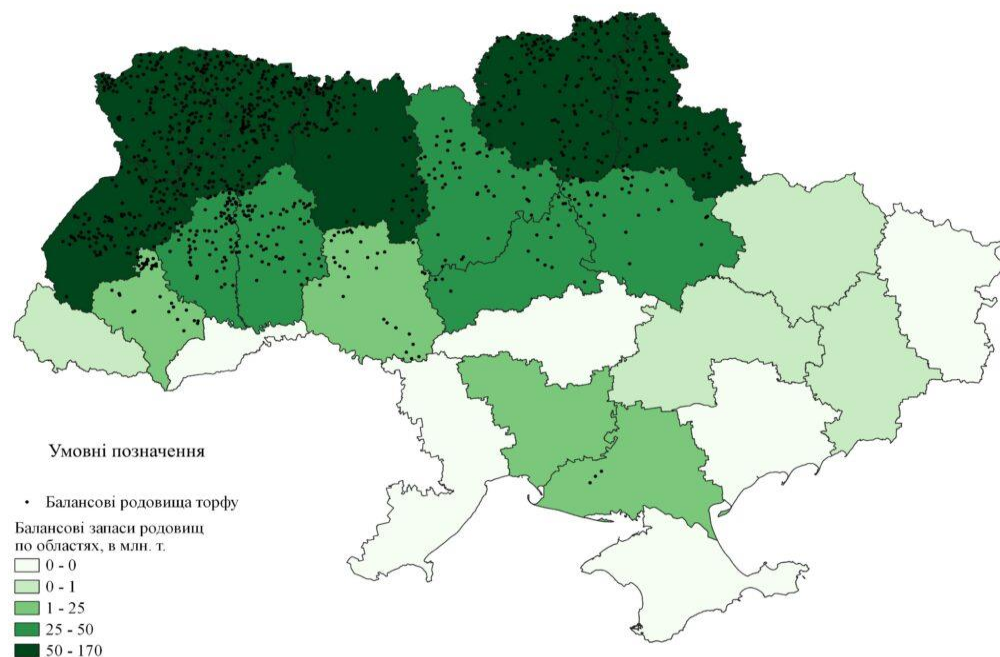 Умовні позначення
Балансові родовища торфу
Балансові запаси родовищ
по областях, в млн. т.
0 - 0
0 - 1
1 - 25
25 - 50
50 - 170